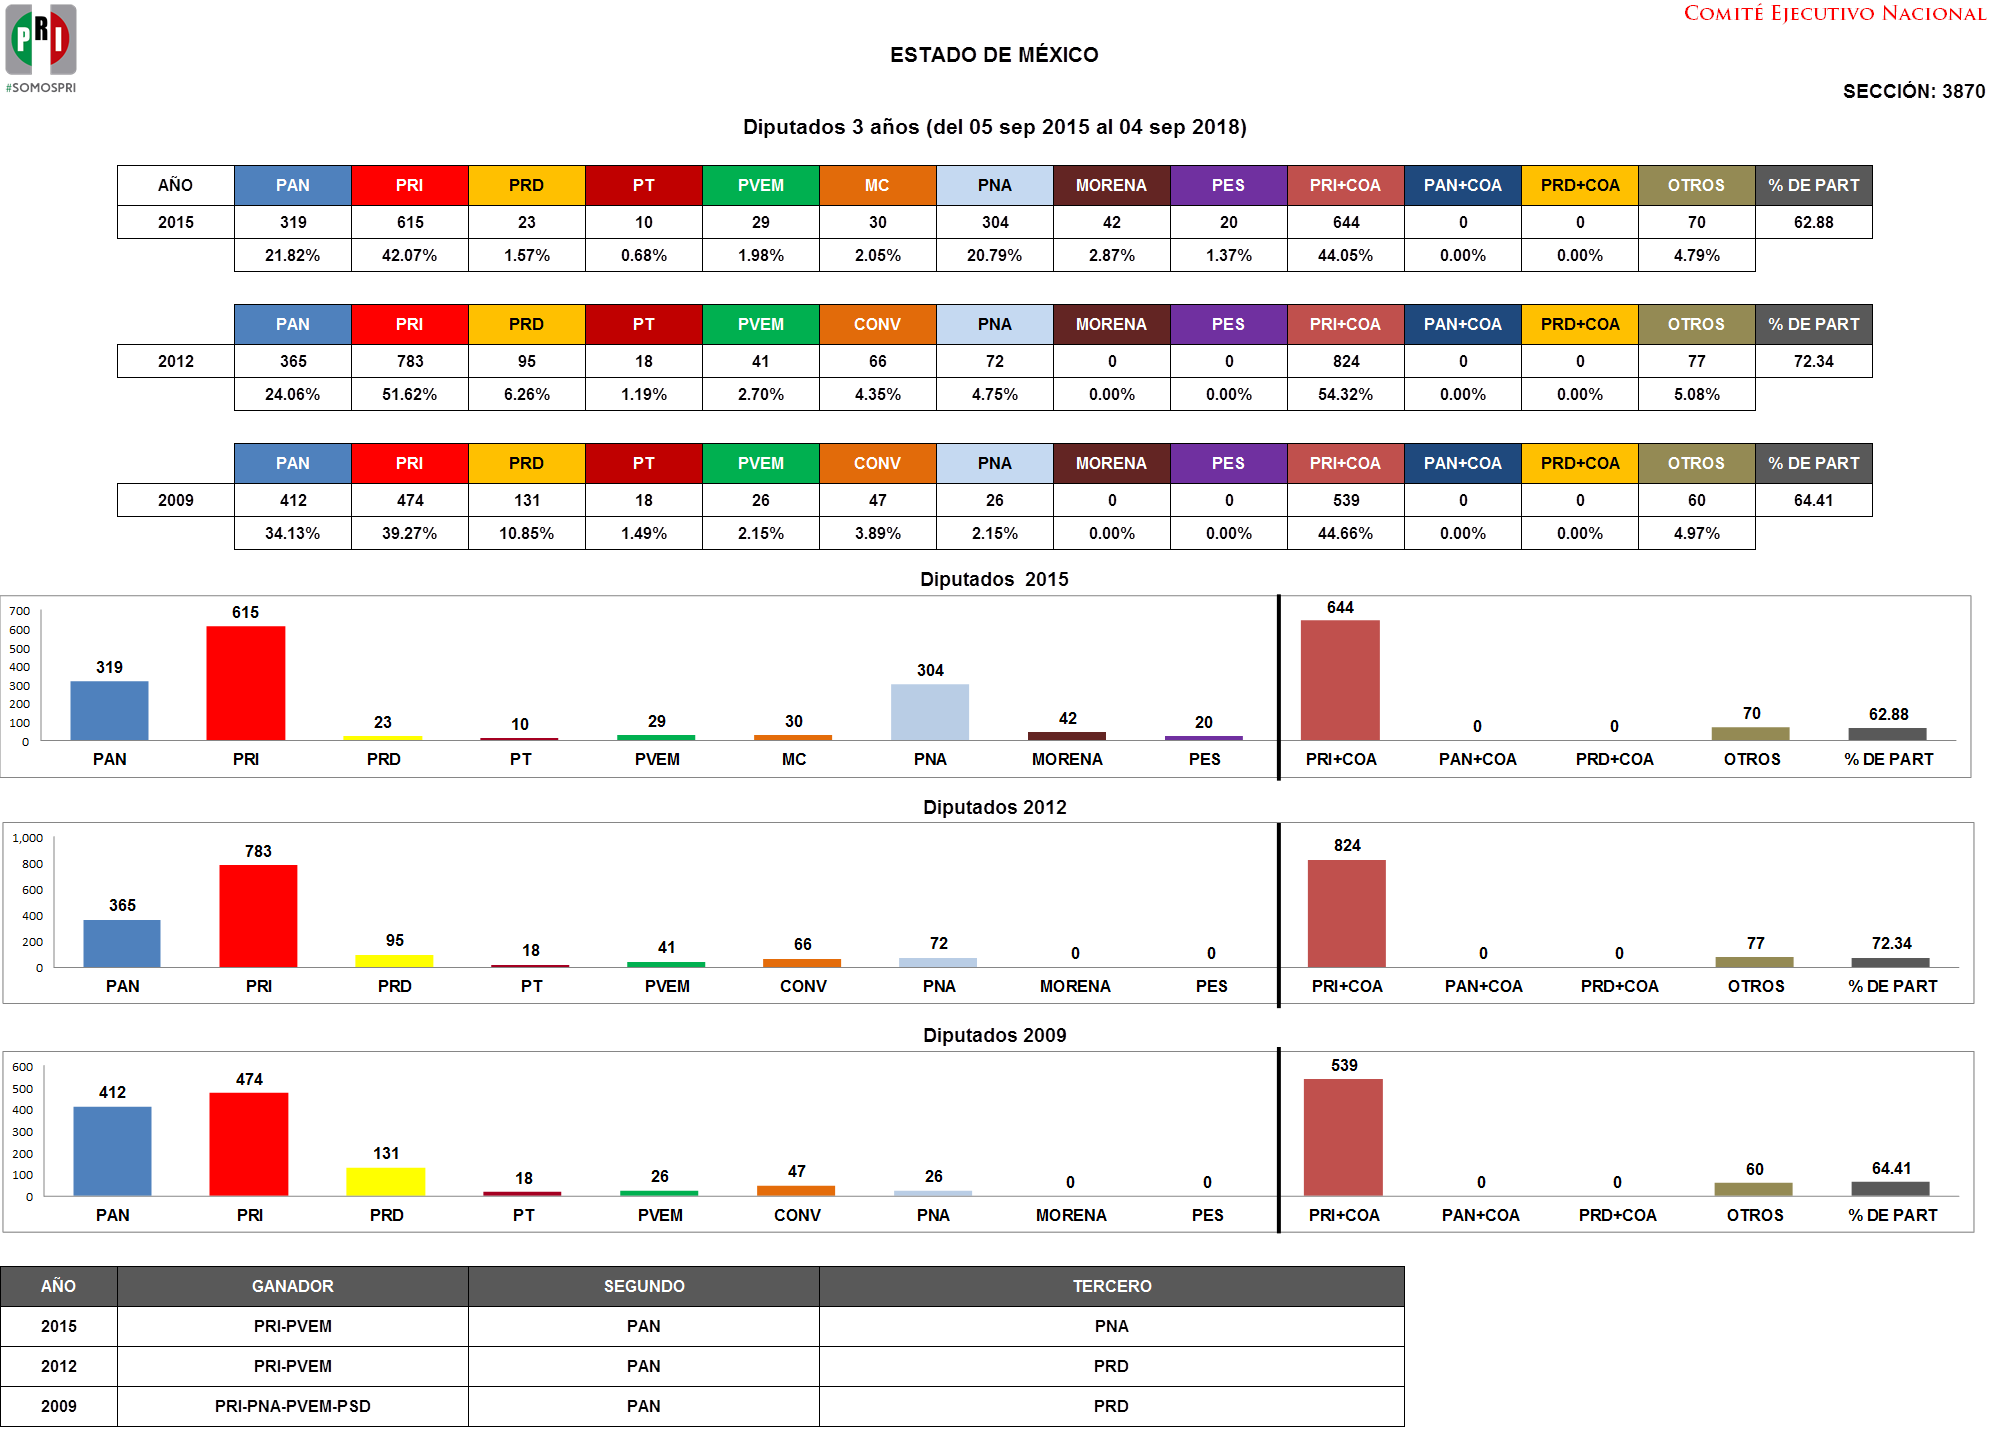 PRI
#SOMOSPRI
COMITÉ EJECUTIVO NACIONAL
ESTADO DE MÉXICO
SECCIÓN: 3870
Diputados 3 años (del 05 sep 2015 al 04 sep 2018)
AÑO PAN PRI PRD PT PVEM MC PNA MORENA PES PRI+COA PAN+COA PRD+COA OTROS % DE PART
2015 319 615 23 10 29 30 304 42 20 644 0 0 70 62.88
21.82% 42.07% 1.57% 0.68% 1.98% 2.05% 20.79% 2.87% 1.37% 44.05% 0.00% 0.00% 4.79%
PAN PRI PRD PT PVEM CONV PNA MORENA PES PRI+COA PAN+COA PRD+COA OTROS % DE PART
2012 365 783 95 18 41 66 72 0 0 824 0 0 77 72.34
24.06% 51.62% 6.26% 1.19% 2.70% 4.35% 4.75% 0.00% 0.00% 54.32% 0.00% 0.00% 5.08%
PAN PRI PRD PT PVEM CONV PNA MORENA PES PRI+COA PAN+COA PRD+COA OTROS % DE PART
2009 412 474 131 18 26 47 26 0 0 539 0 0 60 64.41
34.13% 39.27% 10.85% 1.49% 2.15% 3.89% 2.15% 0.00% 0.00% 44.66% 0.00% 0.00% 4.97%
Diputados 2015
700
600
500
400
300
200
100
0
319 615 23 10 29 30 304 42 20 644 0 0 70 62.88
PAN PRI PRD PT PVEM MC PNA MORENA PES PRI+COA PAN+COA PRD+COA OTROS % DE PART
Diputados 2012
1,000
800
600
400
200
0
365 783 95 18 41 66 72 0 0 824 0 0 77 72.34
PAN PRI PRD PT PVEM CONV PNA MORENA PES PRI+COA PAN+COA PRD+COA OTROS % DE PART
Diputados 2009
600
500
400
300
200
100
0
412 474 131 18 26 47 26 0 0 539 0 0 60 64.41
PAN PRI PRD PT PVEM CONV PNA MORENA PES PRI+COA PAN+COA PRD+COA OTROS % DE PART
AÑO GANADOR SEGUNDO TERCERO
2015 PRI-PVEM PAN PNA
2012 PRI-PVEM PAN PRD
2009 PRI-PNA-PVEM-PSD PAN PRD